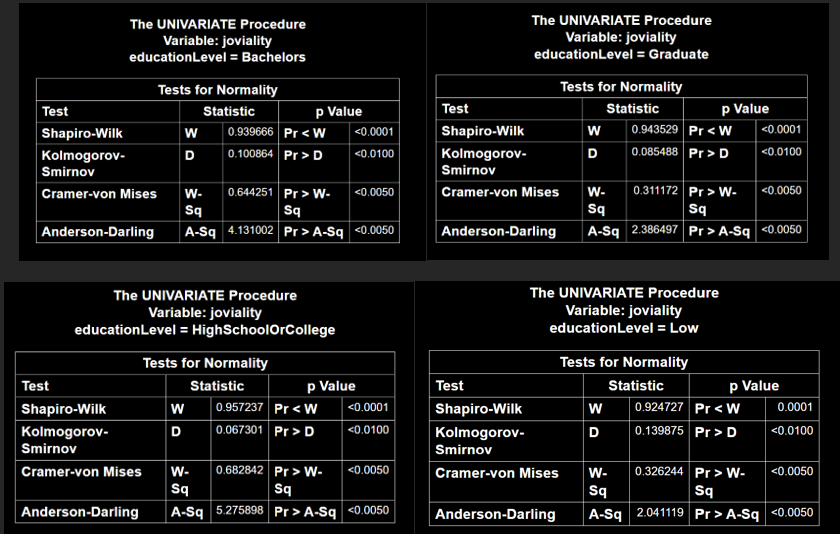 The UNIVARIATE Procedure
Variable: joviality
educationLevel = Bachelors
Tests for Normality
Test Statistic p Value
Shapiro-Wilk W 0.939666 Pr < W <0.0001
Kolmogorov-
Smirnov D 0.100864 Pr > D <0.0100
Cramer-von Mises W-
Sq 0.644251 Pr > W-
Sq <0.0050
Anderson-Darling A-Sq 4.131002 Pr > A-Sq <0.0050
The UNIVARIATE Procedure
Variable: joviality
educationLevel = Graduate
Tests for Normality
Test Statistic p Value
Shapiro-Wilk W 0.943529 Pr < W <0.0001
Kolmogorov-
Smirnov D 0.085488 Pr > D <0.0100
Cramer-von Mises W-
Sq 0.311172 Pr > W-
Sq <0.0050
Anderson-Darling A-Sq 2.386497 Pr > A-Sq <0.0050
The UNIVARIATE Procedure
Variable: joviality
educationLevel = HighSchoolOrCollege
Tests for Normality
Test Statistic p Value
Shapiro-Wilk W 0.957237 Pr < W <0.0001
Kolmogorov-
Smirnov D 0.067301 Pr > D <0.0100
Cramer-von Mises W-
Sq 0.682842 Pr > W-
Sq <0.0050
Anderson-Darling A-Sq 5.275898 Pr > A-Sq <0.0050
The UNIVARIATE Procedure
Variable: joviality
educationLevel = Low
Tests for Normality
Test Statistic p Value
Shapiro-Wilk W 0.924727 Pr < W 0.0001
Kolmogorov-
Smirnov D 0.139875 Pr > D <0.0100
Cramer-von Mises W-
Sq 0.326244 Pr > W-
Sq <0.0050
Anderson-Darling A-Sq 2.041119 Pr > A-Sq <0.0050